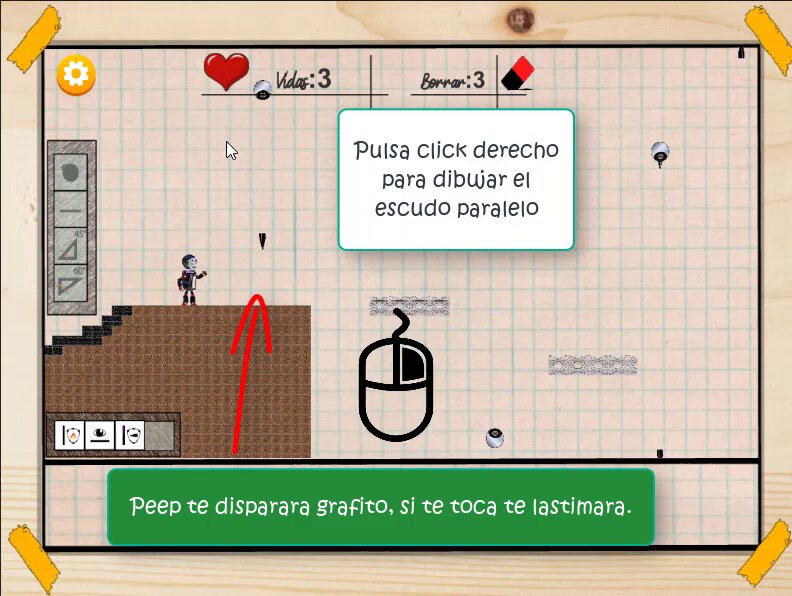 Vidas:3
Borrar:3
Pulsa click derecho
para dibujar el
escudo paralelo
45°
60°
Peep te disparara grafito, si te toca te lastimara.